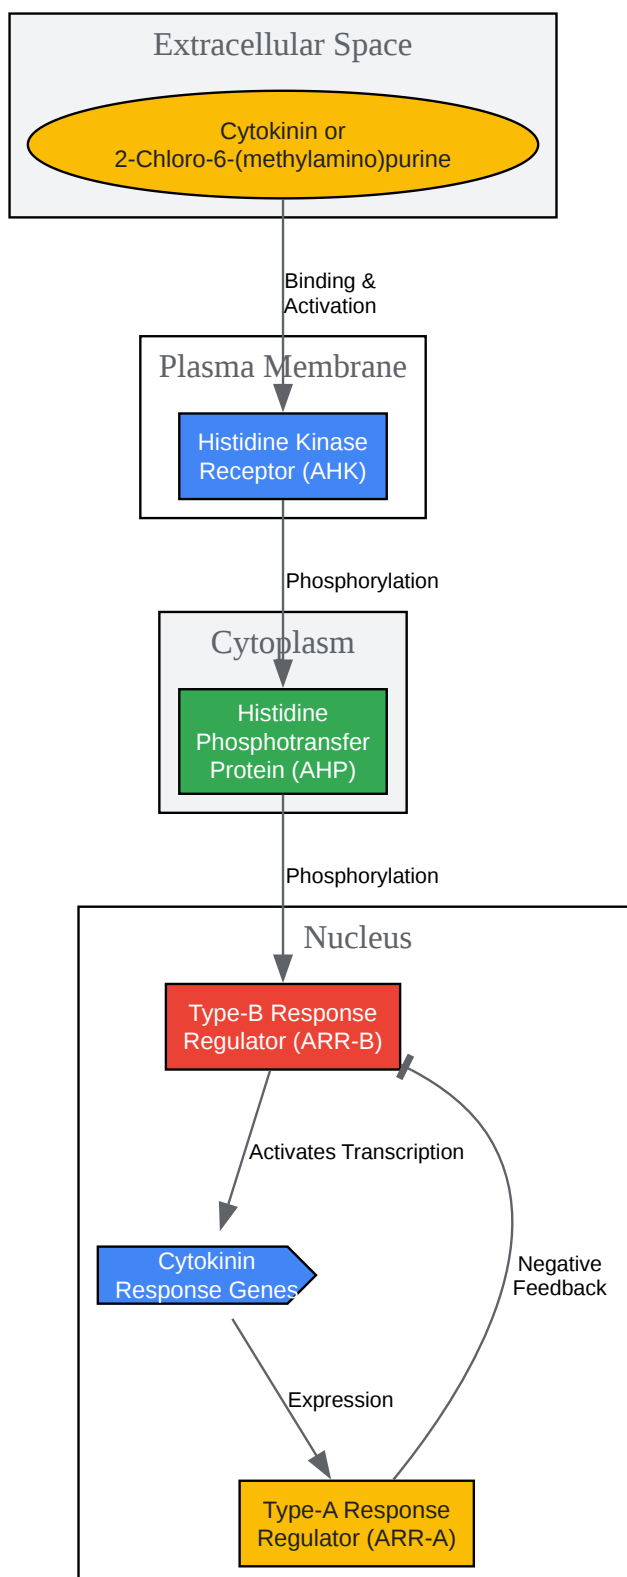 Extracellular Space
Cytokinin or
2-Chloro-6-(methylamino)purine
Binding &
Activation
Plasma Membrane
Histidine Kinase
Receptor (AHK)
Phosphorylation
Cytoplasm
Histidine
Phosphotransfer
Protein (AHP)
Phosphorylation
Nucleus
Type-B Response
Regulator (ARR-B)
Activates Transcription
Cytokinin
Response Genes
Negative
Feedback
Expression
Type-A Response
Regulator (ARR-A)